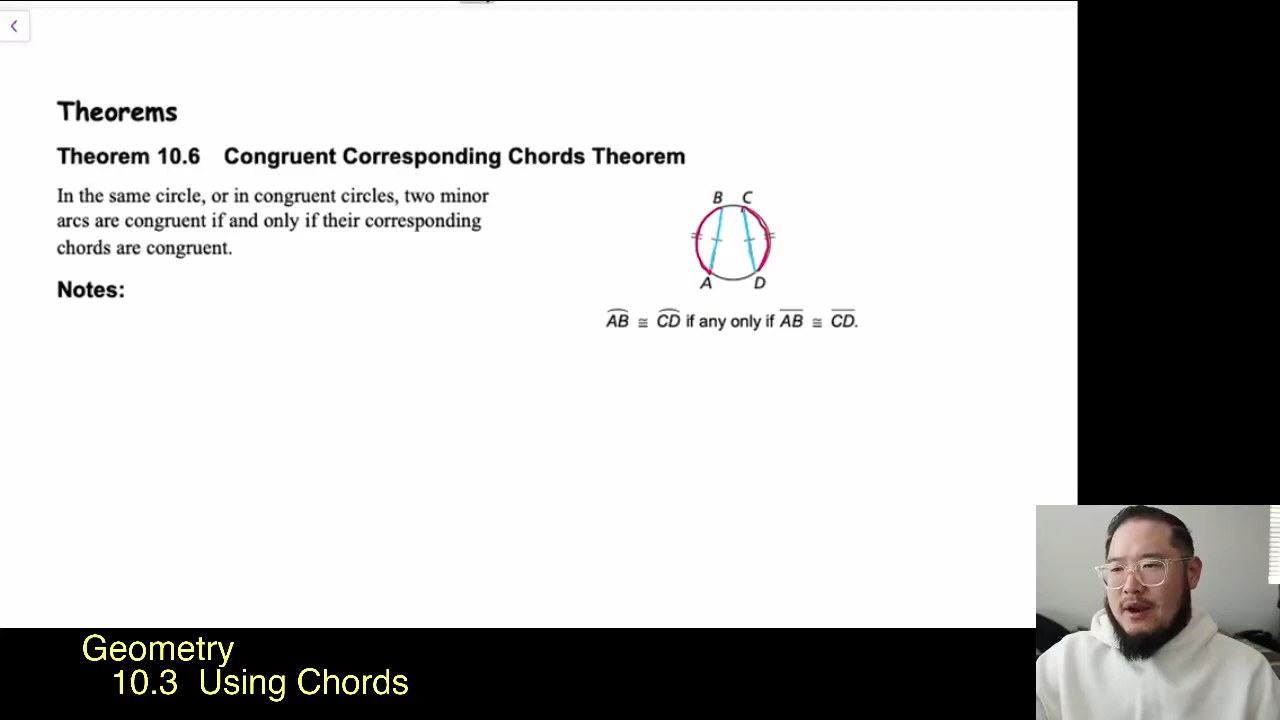 Theorems
Theorem 10.6 Congruent Corresponding Chords Theorem
In the same circle, or in congruent circles, two minor
arcs are congruent if and only if their corresponding
chords are congruent.
Notes:
B C
A D
AB ≅ CD if any only if AB ≅ CD.
Geometry
10.3 Using Chords